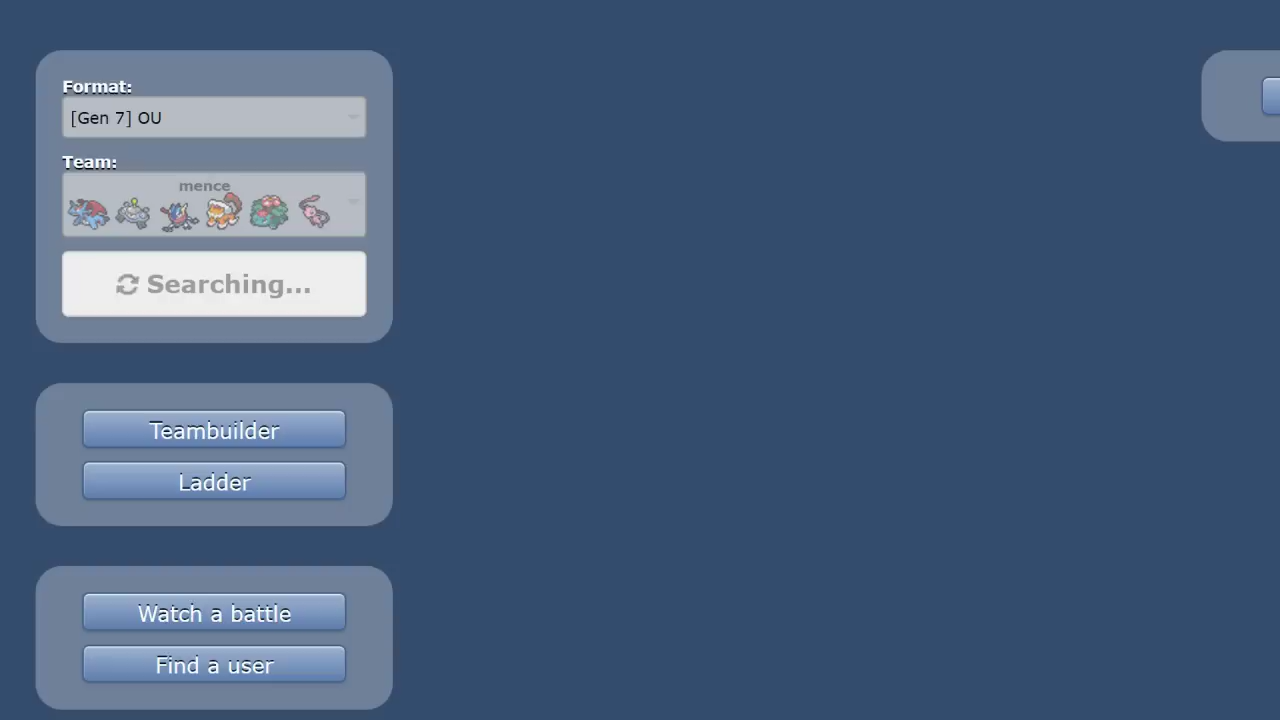 Format:
[Gen 7] OU
Team:
mence
Searching...
Teambuilder
Ladder
Watch a battle
Find a user